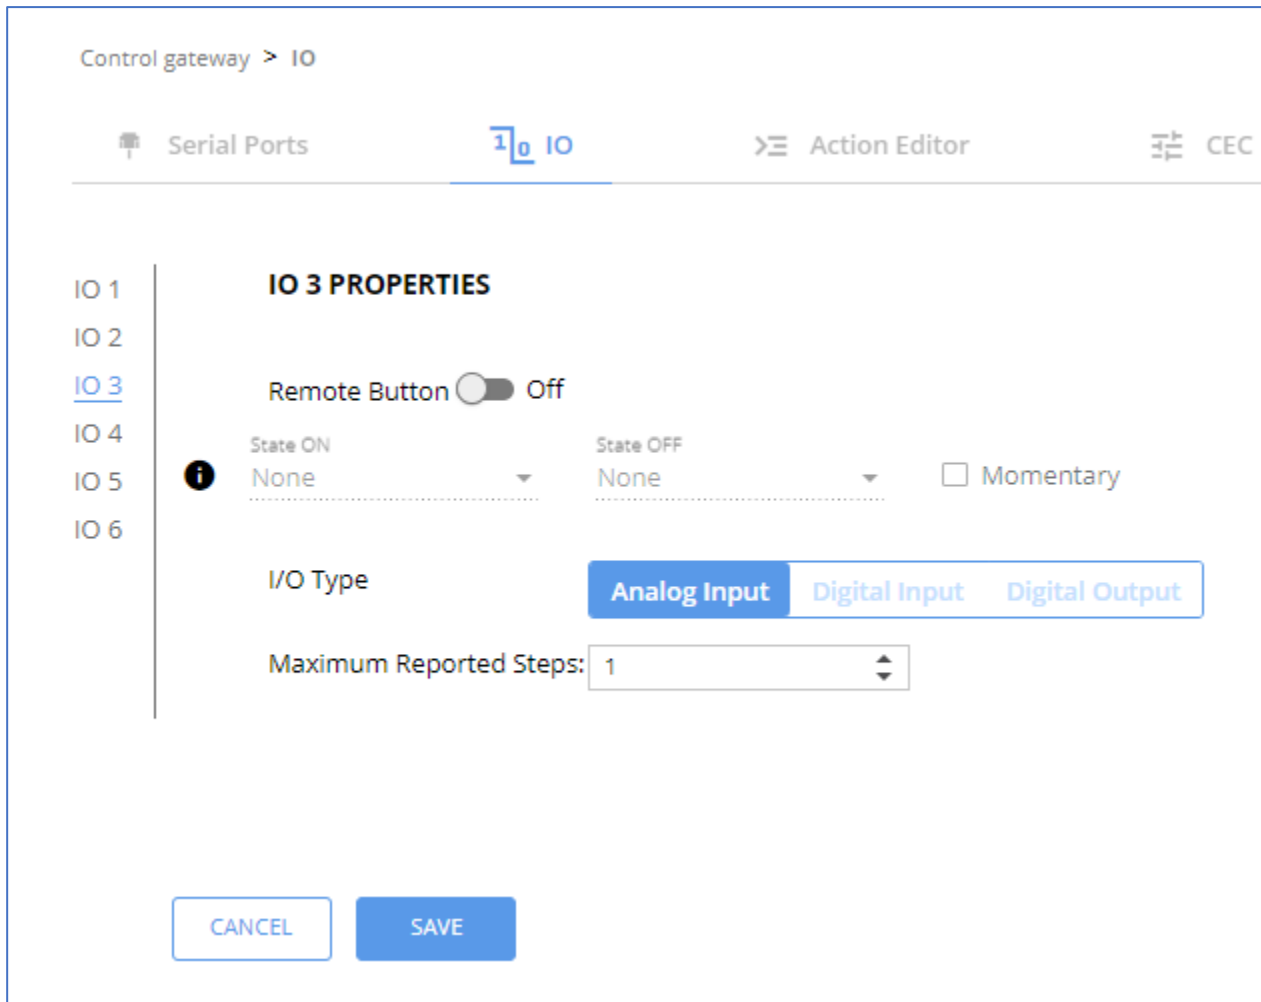 Control gateway > IO
Serial Ports
10 IO
Action Editor
CEC
IO 1
IO 2
IO 3
IO 4
IO 5
IO 6
IO 3 PROPERTIES
Remote Button Off
State ON
None
State OFF
None
Momentary
I/O Type
Analog Input Digital Input Digital Output
Maximum Reported Steps: 1
CANCEL
SAVE